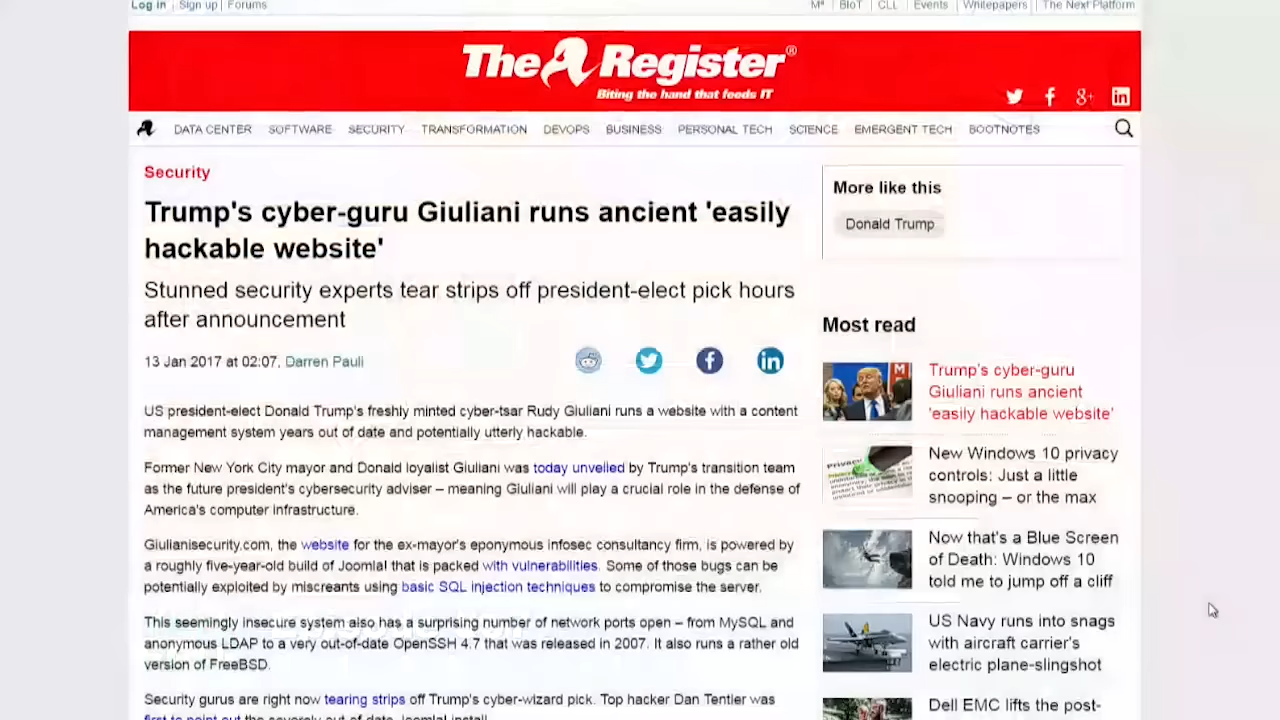 Log in Sign up Forums
M³ BIoT CLL Events Whitepapers The Next Platform
The Register®
Biting the hand that feeds IT
DATA CENTER SOFTWARE SECURITY TRANSFORMATION DEVOPS BUSINESS PERSONAL TECH SCIENCE EMERGENT TECH BOOTNOTES
Security
Trump's cyber-guru Giuliani runs ancient 'easily
hackable website'
Stunned security experts tear strips off president-elect pick hours
after announcement
13 Jan 2017 at 02:07, Darren Pauli
US president-elect Donald Trump's freshly minted cyber-tsar Rudy Giuliani runs a website with a content
management system years out of date and potentially utterly hackable.
Former New York City mayor and Donald loyalist Giuliani was today unveiled by Trump's transition team
as the future president's cybersecurity adviser – meaning Giuliani will play a crucial role in the defense of
America's computer infrastructure.
Giulianisecurity.com, the website for the ex-mayor's eponymous infosec consultancy firm, is powered by
a roughly five-year-old build of Joomla! that is packed with vulnerabilities. Some of those bugs can be
potentially exploited by miscreants using basic SQL injection techniques to compromise the server.
This seemingly insecure system also has a surprising number of network ports open – from MySQL and
anonymous LDAP to a very out-of-date OpenSSH 4.7 that was released in 2007. It also runs a rather old
version of FreeBSD.
Security gurus are right now tearing strips off Trump's cyber-wizard pick. Top hacker Dan Tentler was
first to point out the severely out-of-date Joomla! install.
More like this
Donald Trump
Most read
Trump's cyber-guru
Giuliani runs ancient
'easily hackable website'
New Windows 10 privacy
controls: Just a little
snooping – or the max
Now that's a Blue Screen
of Death: Windows 10
told me to jump off a cliff
US Navy runs into snags
with aircraft carrier's
electric plane-slingshot
Dell EMC lifts the post-